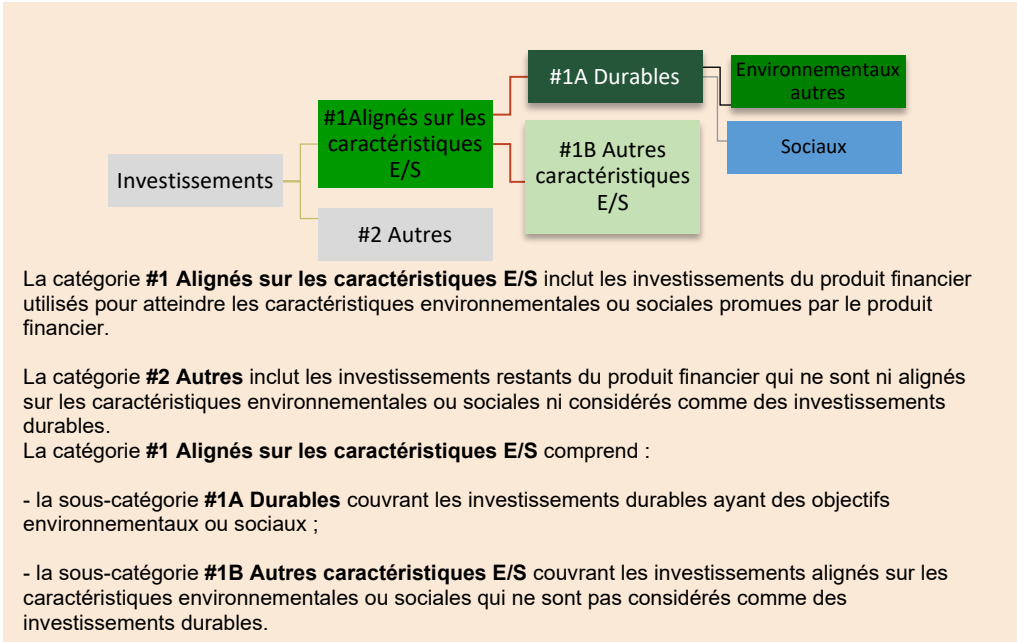 #1A Durables
Environnementaux
autres
#1Alignés sur les
caractéristiques
E/S
#1B Autres
caractéristiques
E/S
Sociaux
Investissements
#2 Autres
La catégorie #1 Alignés sur les caractéristiques E/S inclut les investissements du produit financier
utilisés pour atteindre les caractéristiques environnementales ou sociales promues par le produit
financier.
La catégorie #2 Autres inclut les investissements restants du produit financier qui ne sont ni alignés
sur les caractéristiques environnementales ou sociales ni considérés comme des investissements
durables.
La catégorie #1 Alignés sur les caractéristiques E/S comprend :
- la sous-catégorie #1A Durables couvrant les investissements durables ayant des objectifs
environnementaux ou sociaux ;
- la sous-catégorie #1B Autres caractéristiques E/S couvrant les investissements alignés sur les
caractéristiques environnementales ou sociales qui ne sont pas considérés comme des
investissements durables.